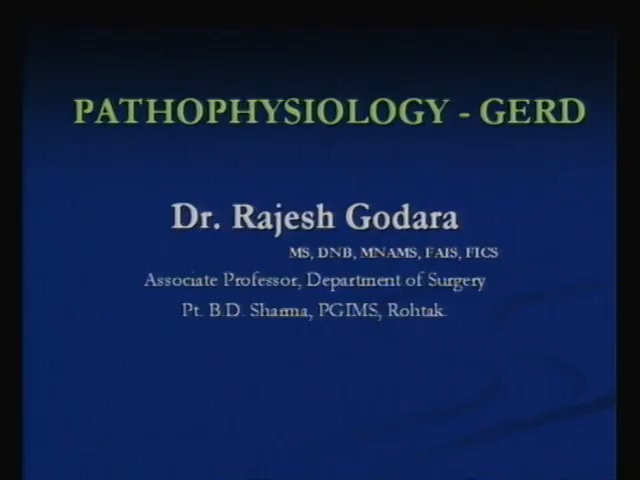 PATHOPHYSIOLOGY - GERD
Dr. Rajesh Godara
MS, DNB, MNAMS, FAIS, FICS
Associate Professor, Department of Surgery
Pt. B.D. Sharma, PGIMS, Rohtak.